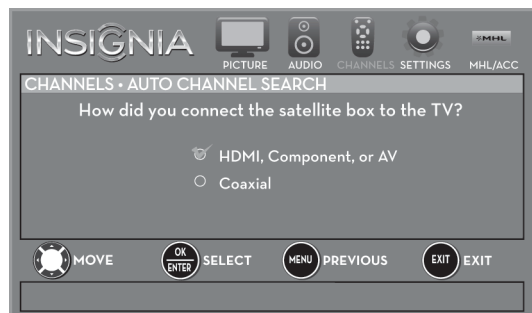 INSIGNIA
MHL
PICTURE AUDIO CHANNELS SETTINGS MHL/ACC
CHANNELS • AUTO CHANNEL SEARCH
How did you connect the satellite box to the TV?
HDMI, Component, or AV
Coaxial
MOVE OK ENTER SELECT MENU PREVIOUS EXIT EXIT